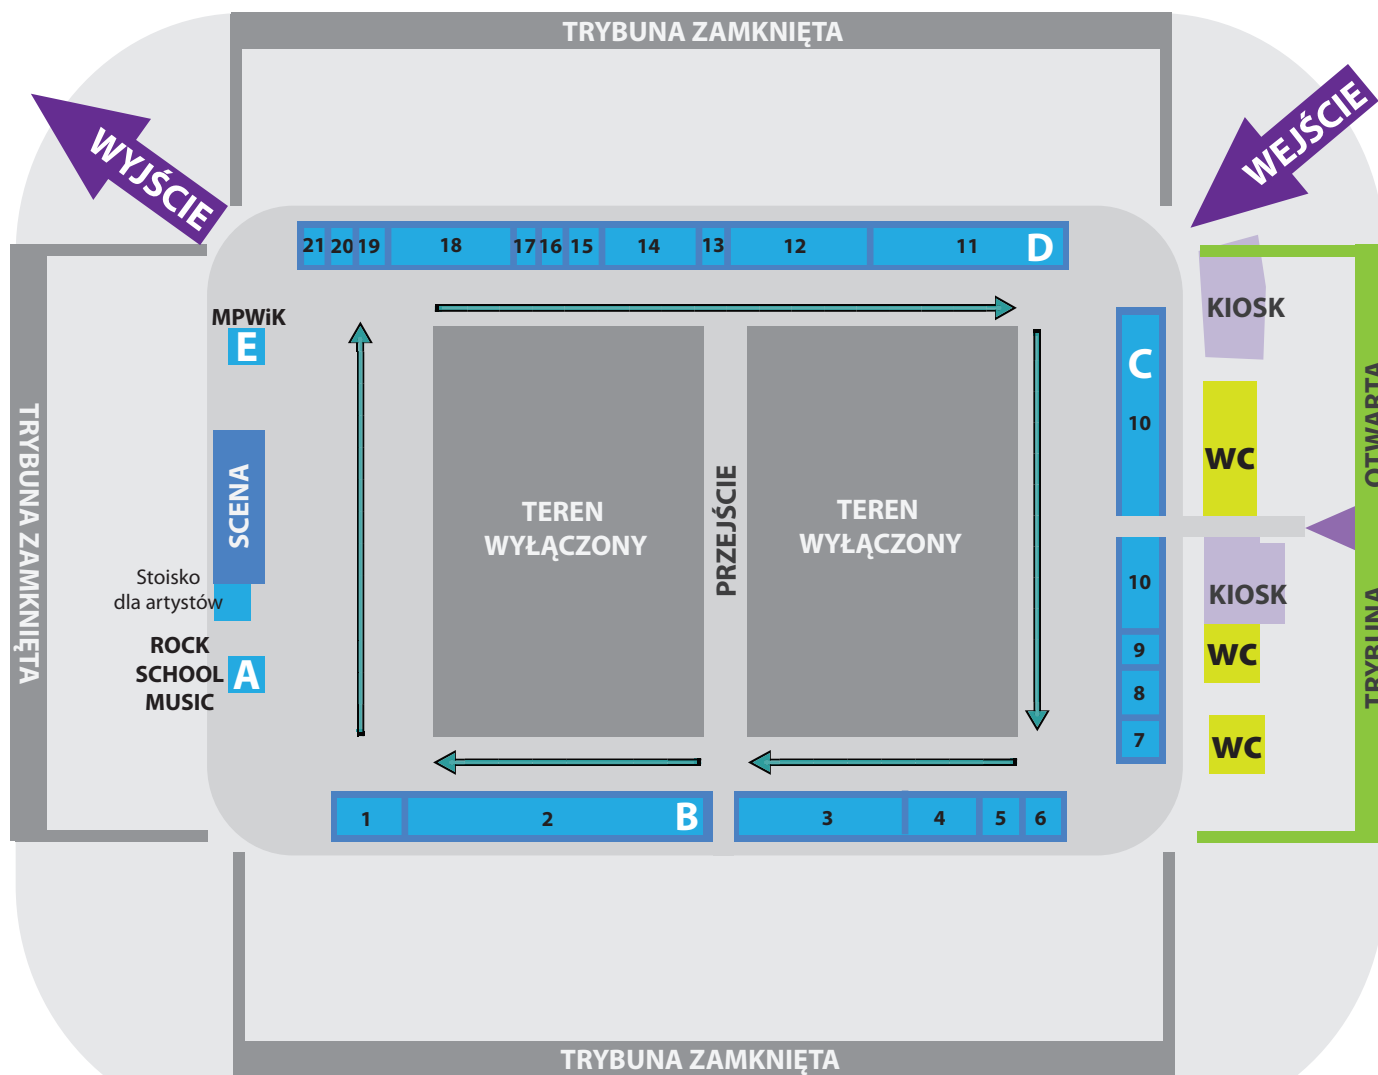 TRYBUNA ZAMKNIĘTA
WYJŚCIE
WEJŚCIE
21 20 19 18 17 16 15 14 13 12 11 D
MPWiK
E
KIOSK
C
10
WC
TRYBUNA ZAMKNIĘTA
SCENA
TEREN
WYŁĄCZONY
PRZEJŚCIE
TEREN
WYŁĄCZONY
TRYBUNA OTWARTA
Stoisko
dla artystów
10
KIOSK
ROCK
SCHOOL
MUSIC
A
9
WC
8
7
WC
1 2 B 3 4 5 6
TRYBUNA ZAMKNIĘTA